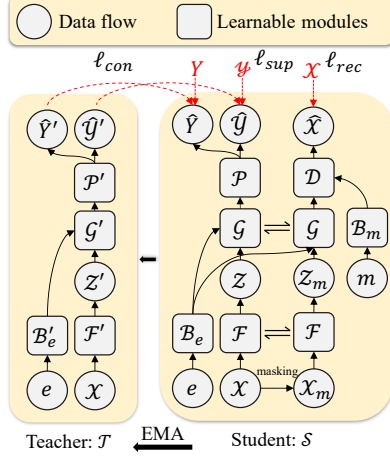 Data flow Learnable modules
ℓ_con Y 𝓎 ℓ_sup 𝒳 ℓ_rec
Ŷ′ 𝒴̂′ Ŷ 𝒴̂ 𝒳̂
𝒫′ 𝒫 𝒟
𝒢′ 𝒢 ⇌ 𝒢 ℬ_m
𝒵′ 𝒵 𝒵_m m
ℬ′_e ℱ′ ℬ_e ℱ ⇌ ℱ
masking
e 𝒳 e 𝒳 𝒳_m
Teacher: 𝒯 EMA Student: 𝒮